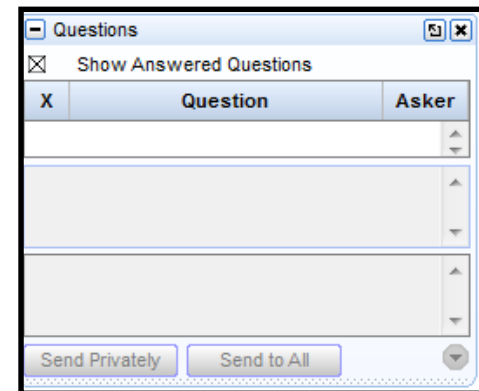 Questions
Show Answered Questions
X Question Asker
Send Privately Send to All